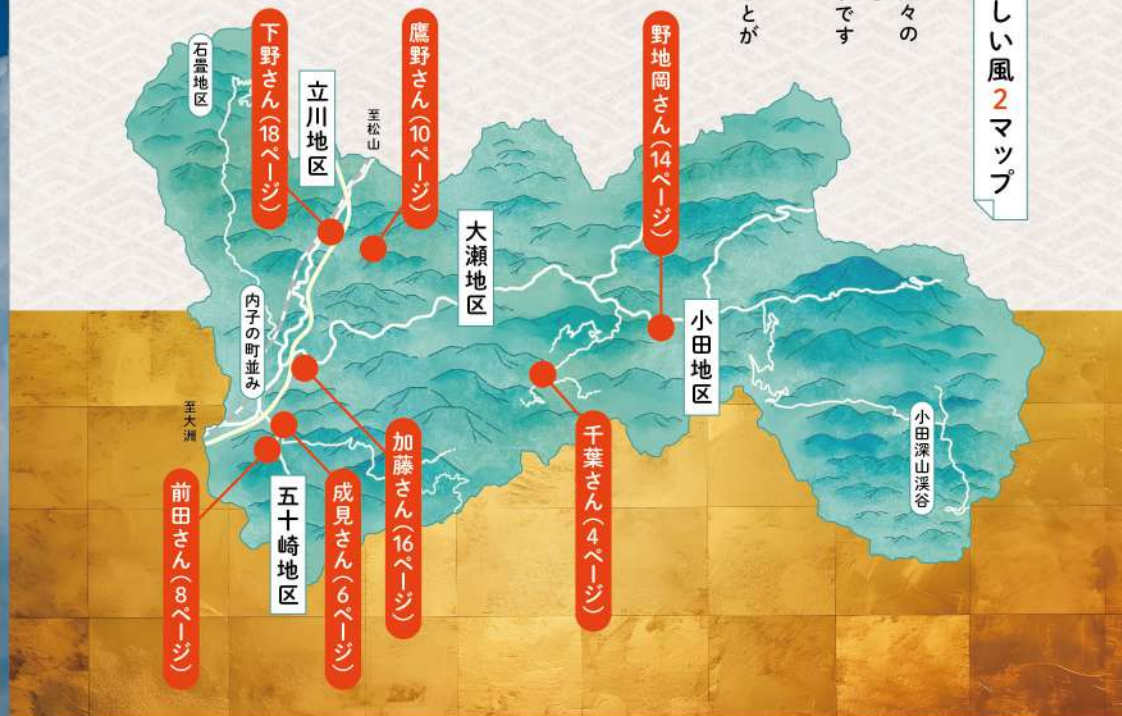 しい風2マップ
々の
です
とが
野地岡さん(14ページ)
鷹野さん(10ページ)
至松山
立川地区
下野さん(18ページ)
石畳地区
大瀬地区
小田地区
内子の町並み
至大洲
小田深山渓谷
千葉さん(4ページ)
加藤さん(16ページ)
成見さん(6ページ)
五十崎地区
前田さん(8ページ)